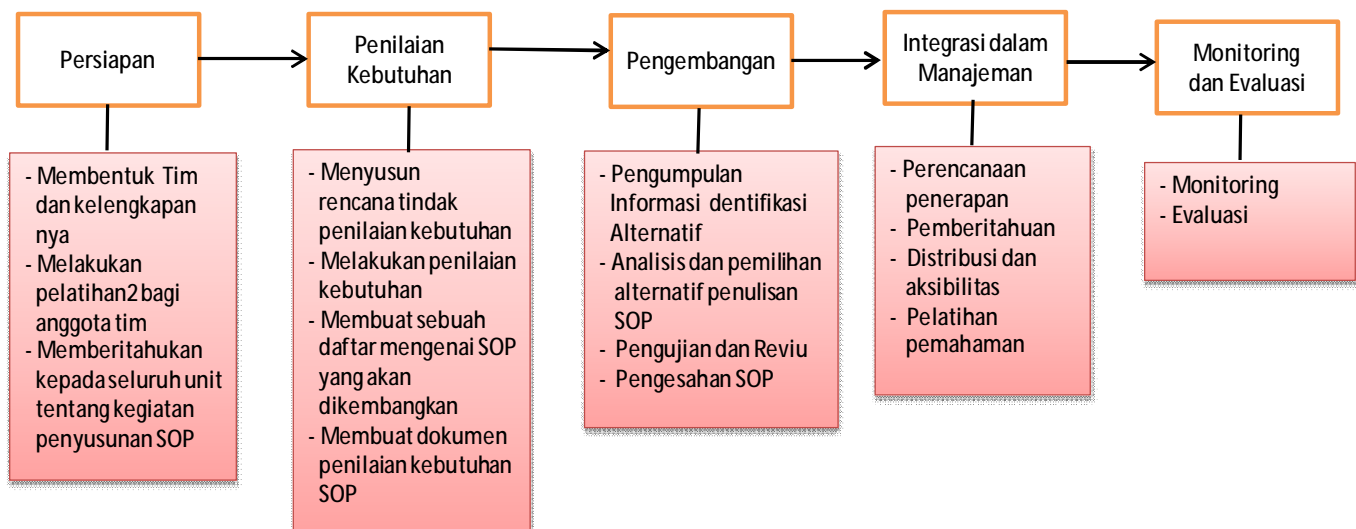 Persiapan
Penilaian
Kebutuhan
Pengembangan
Integrasi dalam
Manajeman
Monitoring
dan Evaluasi
- Membentuk Tim
dan kelengkapan
nya
- Melakukan
pelatihan2 bagi
anggota tim
- Memberitahukan
kepada seluruh unit
tentang kegiatan
penyusunan SOP
- Menyusun
rencana tindak
penilaian kebutuhan
- Melakukan penilaian
kebutuhan
- Membuat sebuah
daftar mengenai SOP
yang akan
dikembangkan
- Membuat dokumen
penilaian kebutuhan
SOP
- Pengumpulan
Informasi dentifikasi
Alternatif
- Analisis dan pemilihan
alternatif penulisan
SOP
- Pengujian dan Reviu
- Pengesahan SOP
- Perencanaan
penerapan
- Pemberitahuan
- Distribusi dan
aksibilitas
- Pelatihan
pemahaman
- Monitoring
- Evaluasi